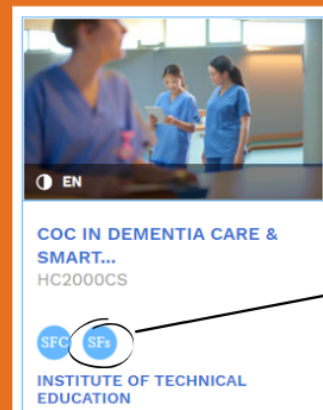 EN
COC IN DEMENTIA CARE &
SMART...
HC2000CS
SFC SFs
INSTITUTE OF TECHNICAL
EDUCATION